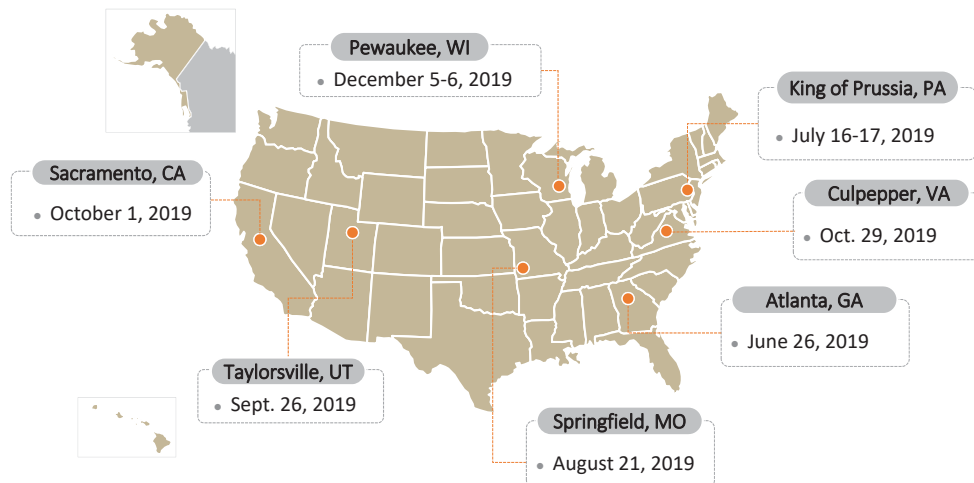 Pewaukee, WI
• December 5-6, 2019
King of Prussia, PA
• July 16-17, 2019
Sacramento, CA
• October 1, 2019
Culpepper, VA
• Oct. 29, 2019
Atlanta, GA
• June 26, 2019
Taylorsville, UT
• Sept. 26, 2019
Springfield, MO
• August 21, 2019